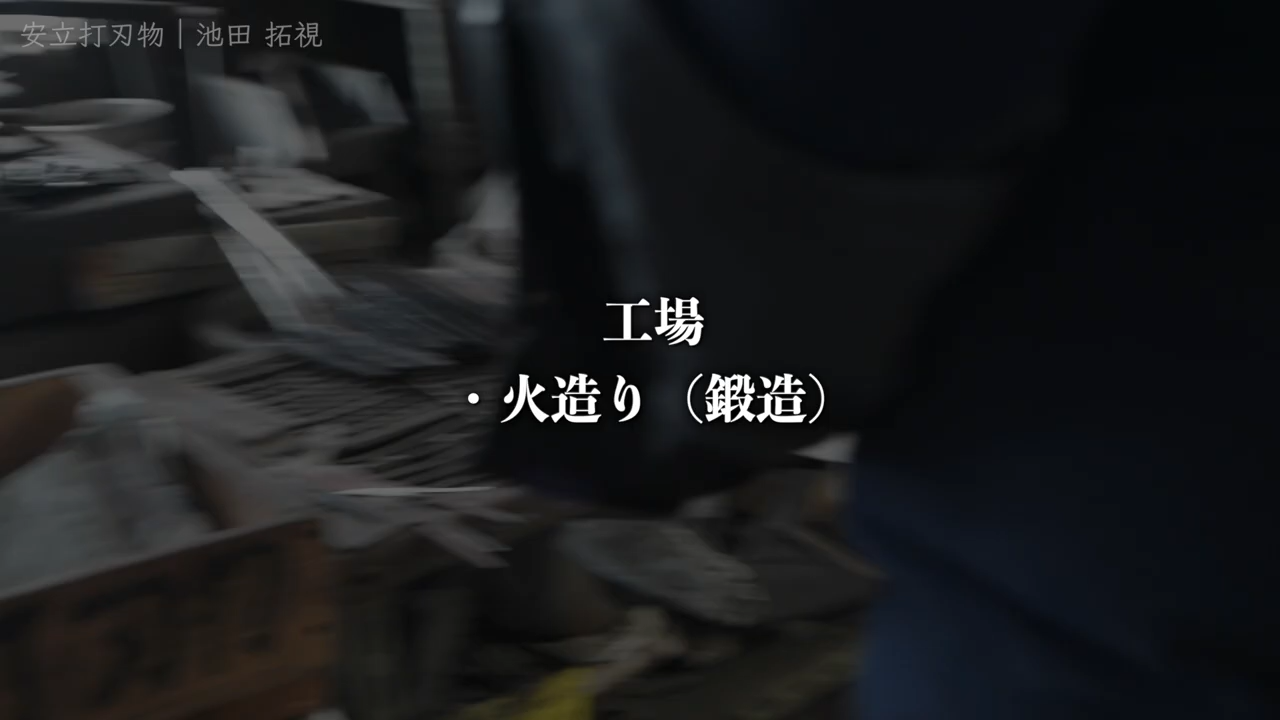 安立打刃物｜池田 拓視
工場
・火造り（鍛造）